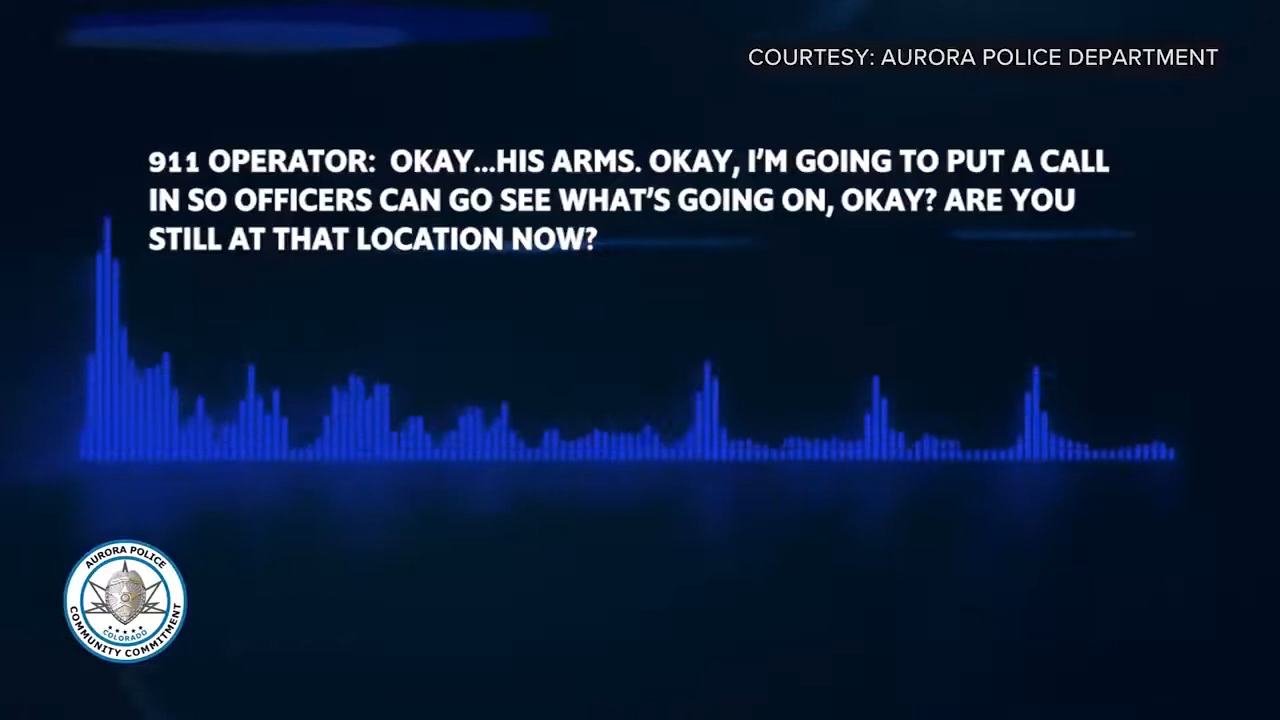 COURTESY: AURORA POLICE DEPARTMENT
911 OPERATOR: OKAY...HIS ARMS. OKAY, I'M GOING TO PUT A CALL
IN SO OFFICERS CAN GO SEE WHAT'S GOING ON, OKAY? ARE YOU
STILL AT THAT LOCATION NOW?
AURORA POLICE
COLORADO
COMMUNITY COMMITMENT